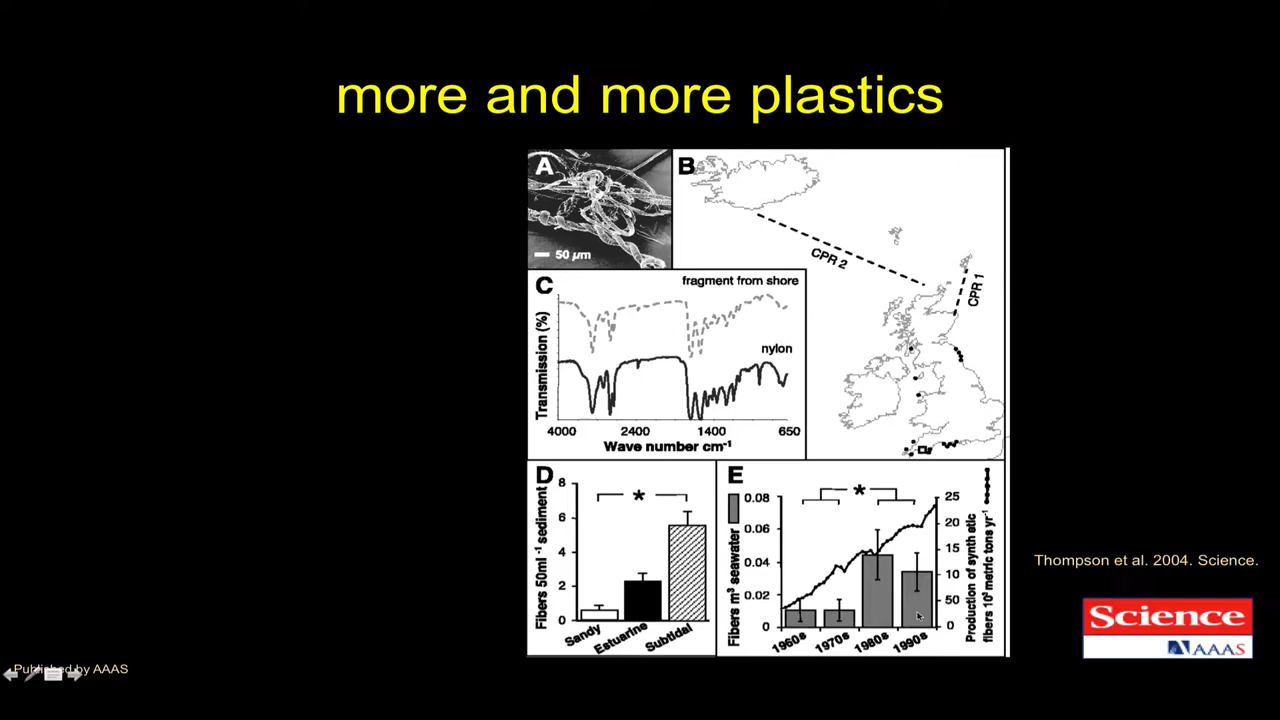 more and more plastics
A
50 µm
B
CPR 2
CPR 1
C
fragment from shore
nylon
Transmission (%)
4000 2400 1400 650
Wave number cm-1
D
Fibers 50ml -1 sediment
8
6
4
2
0
*
Sandy Estuarine Subtidal
E
Fibers m3 seawater
0.08
0.06
0.04
0.02
0
*
25
20
15
10
50
0
Production of synthetic
fibers 103 metric tons yr-1
1960s 1970s 1980s 1990s
Thompson et al. 2004. Science.
Science
AAAS
Published by AAAS